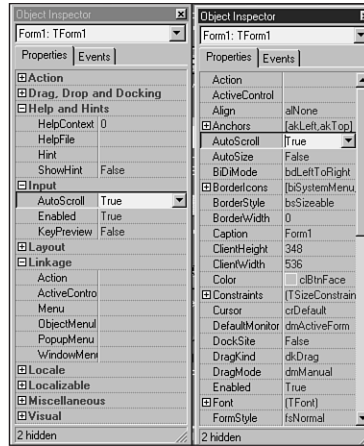 Object Inspector
Form1: TForm1
Properties Events
Action
Drag, Drop and Docking
Help and Hints
HelpContext 0
HelpFile
Hint
ShowHint False
Input
AutoScroll True
Enabled True
KeyPreview False
Layout
Linkage
Action
ActiveContro
Menu
ObjectMenuI
PopupMenu
WindowMenu
Locale
Localizable
Miscellaneous
Visual
2 hidden
Object Inspector
Form1: TForm1
Properties Events
Action
ActiveControl
Align alNone
Anchors [akLeft,akTop]
AutoScroll True
AutoSize False
BiDiMode bdLeftToRight
BorderIcons [biSystemMenu,
BorderStyle bsSizeable
BorderWidth 0
Caption Form1
ClientHeight 348
ClientWidth 536
Color clBtnFace
Constraints (TSizeConstrain
Cursor crDefault
DefaultMonitor dmActiveForm
DockSite False
DragKind dkDrag
DragMode dmManual
Enabled True
Font (TFont)
FormStyle fsNormal
2 hidden